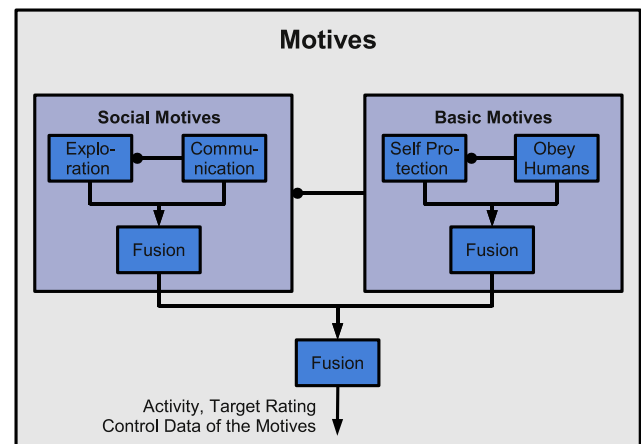 Motives
Social Motives
Explo-
ration
Commu-
nication
Fusion
Basic Motives
Self Pro-
tection
Obey
Humans
Fusion
Fusion
Activity, Target Rating
Control Data of the Motives